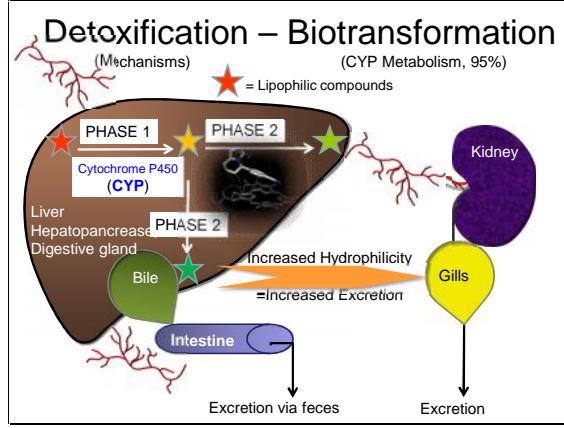 Detoxification – Biotransformation
(Mechanisms)
(CYP Metabolism, 95%)
= Lipophilic compounds
PHASE 1
PHASE 2
Kidney
Cytochrome P450
(CYP)
Liver
Hepatopancreas
Digestive gland
PHASE 2
Increased Hydrophilicity
Bile
Gills
=Increased Excretion
Intestine
Excretion via feces
Excretion